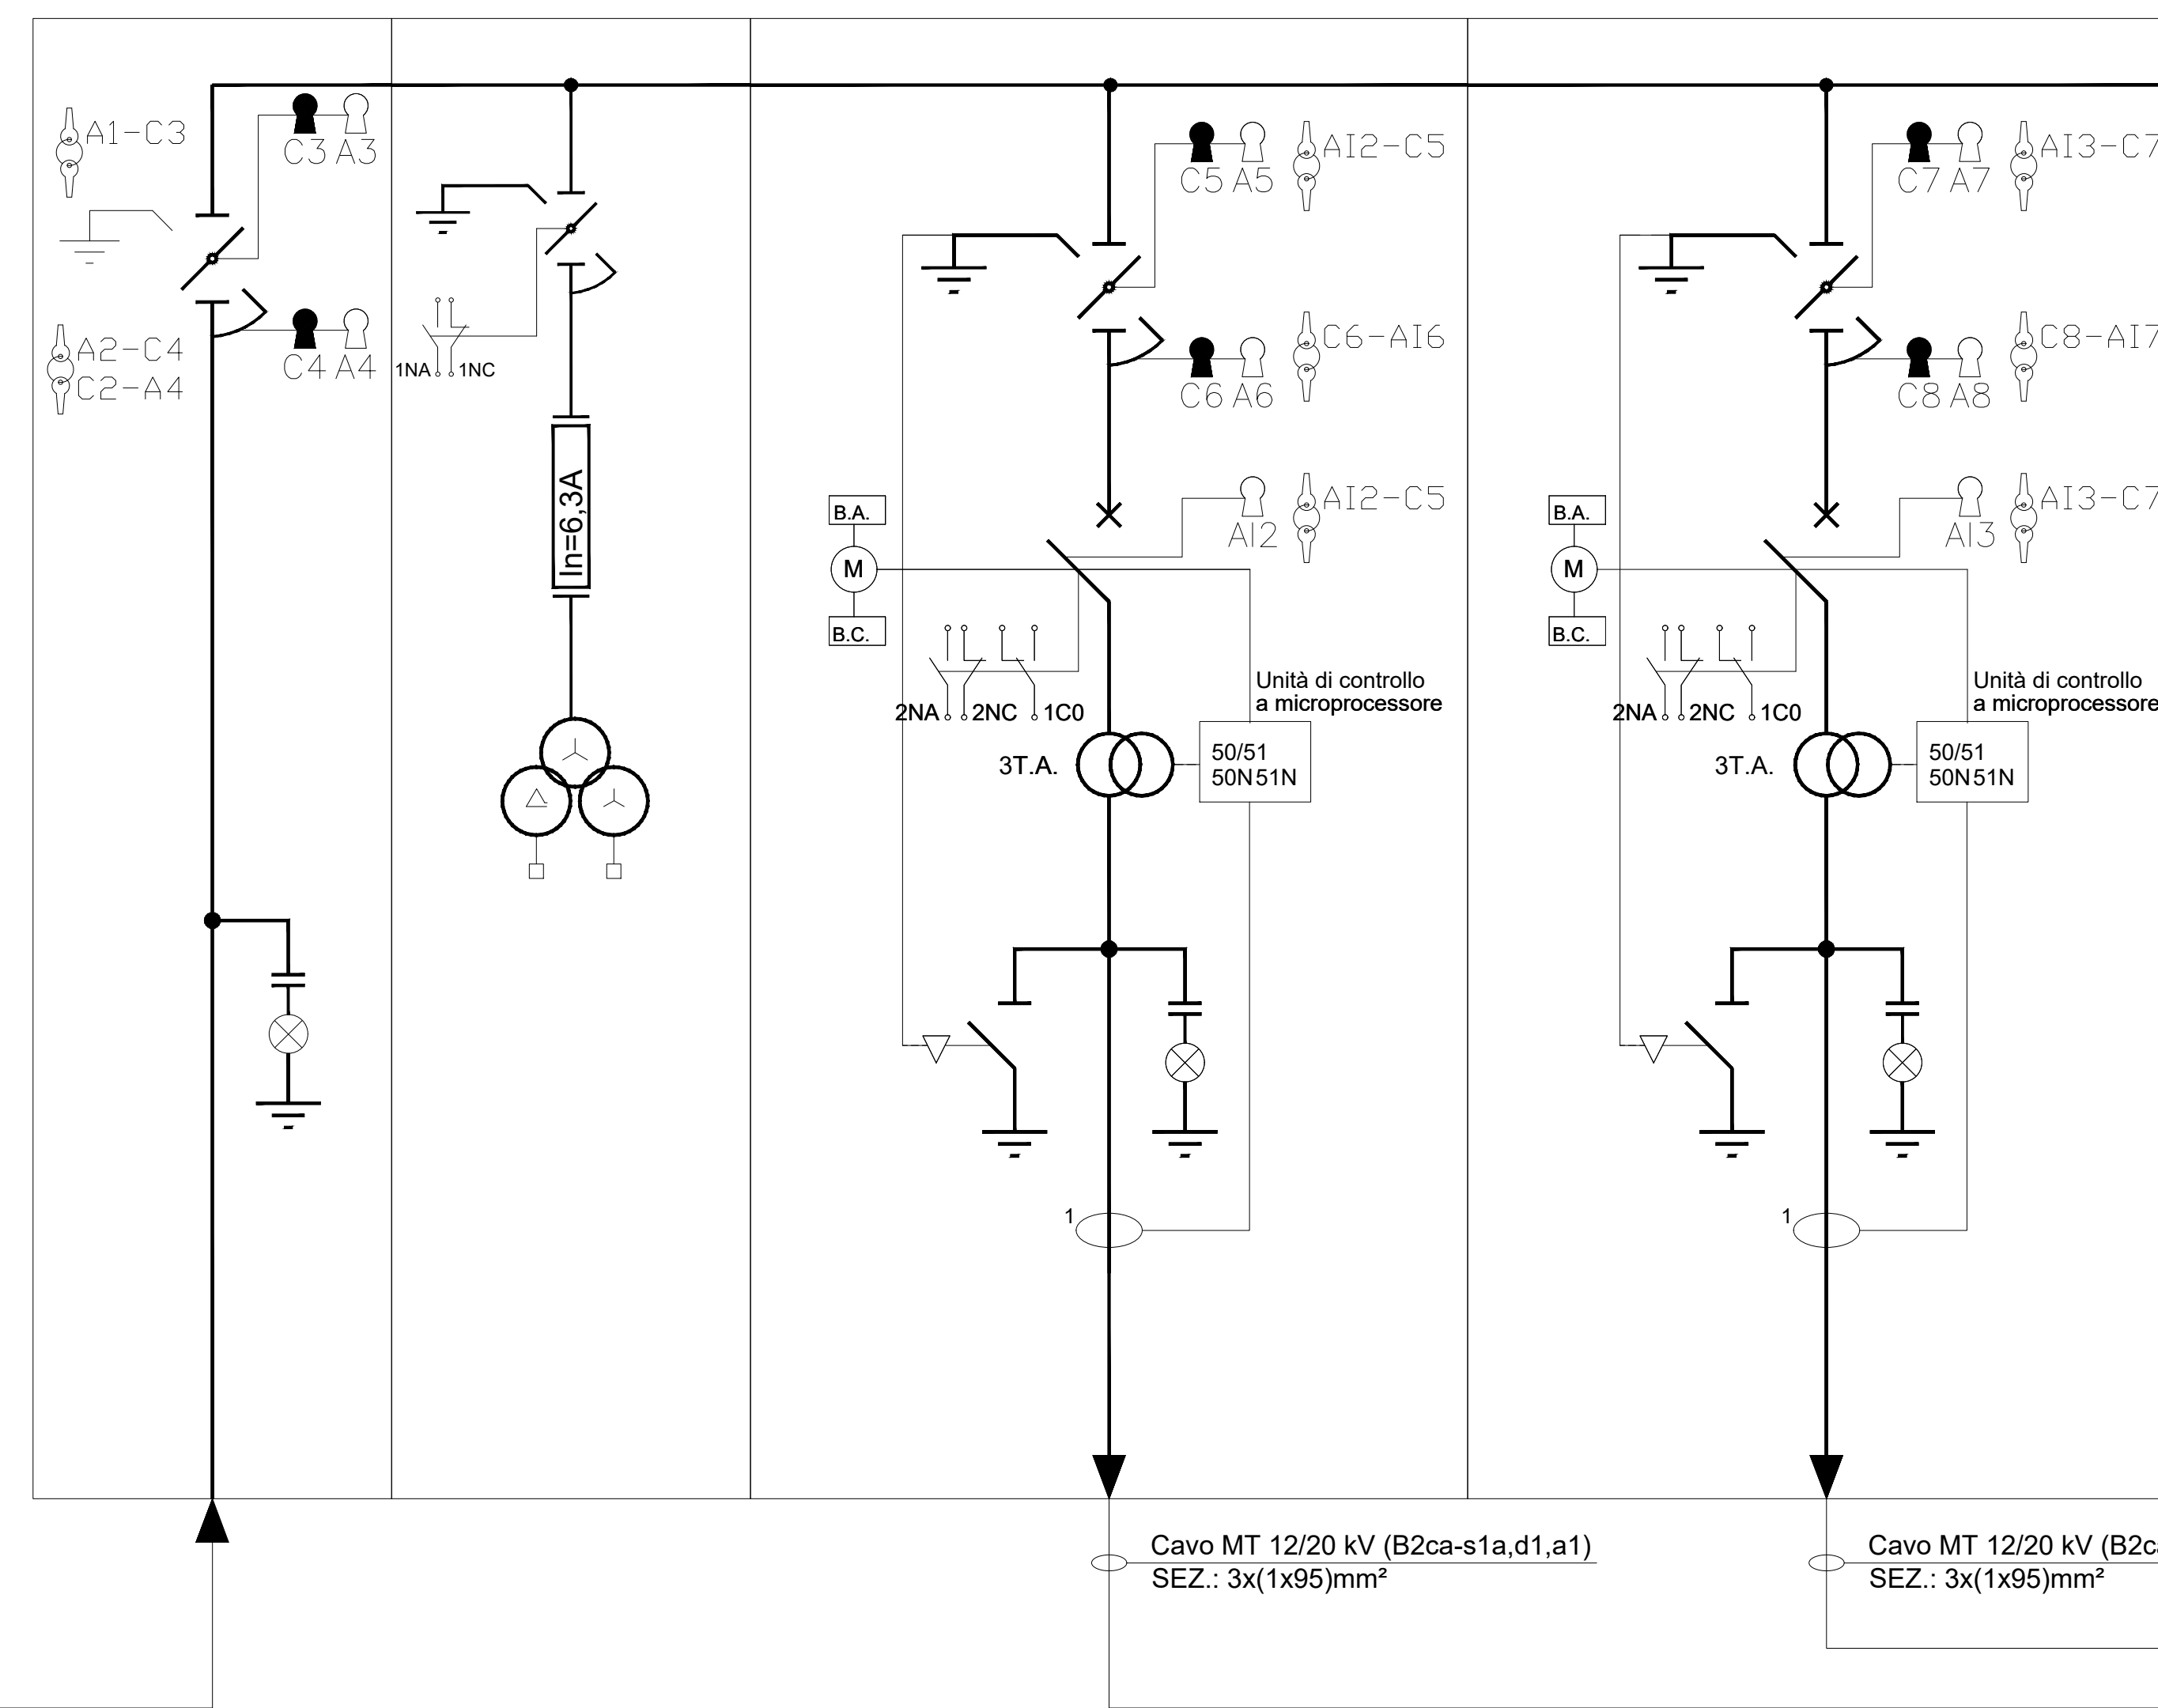 A1-C3
C3 A3
A2-C4
C2-A4
C4 A4
1NA 1NC
In=6,3A
C5 A5
AI2-C5
C6-AI6
C6 A6
AI2
AI2-C5
B.A.
M
B.C.
2NA 2NC 1C0
Unità di controllo
a microprocessore
3T.A.
50/51
50N51N
1
Cavo MT 12/20 kV (B2ca-s1a,d1,a1)
SEZ.: 3x(1x95)mm²
C7 A7
AI3-C7
C8-AI7
C8 A8
AI3
AI3-C7
B.A.
M
B.C.
2NA 2NC 1C0
Unità di controllo
a microprocessore
3T.A.
50/51
50N51N
1
Cavo MT 12/20 kV (B2c
SEZ.: 3x(1x95)mm²